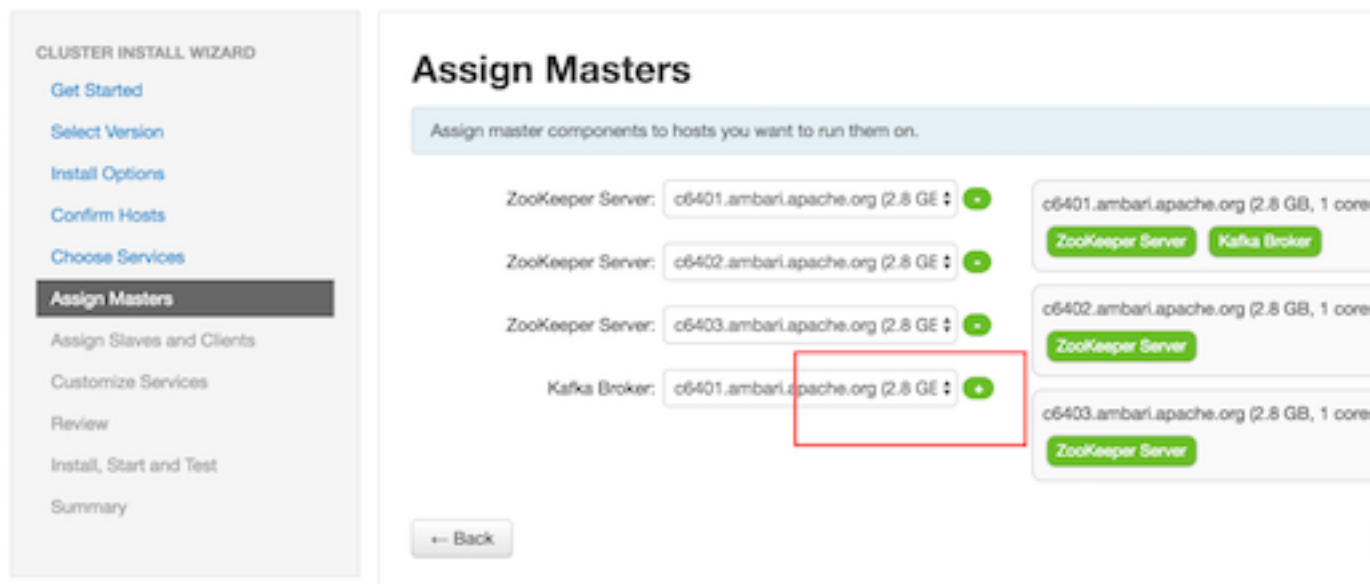 CLUSTER INSTALL WIZARD
Get Started
Select Version
Install Options
Confirm Hosts
Choose Services
Assign Masters
Assign Slaves and Clients
Customize Services
Review
Install, Start and Test
Summary
Assign Masters
Assign master components to hosts you want to run them on.
ZooKeeper Server: c6401.ambari.apache.org (2.8 GE -
ZooKeeper Server: c6402.ambari.apache.org (2.8 GE -
ZooKeeper Server: c6403.ambari.apache.org (2.8 GE -
Kafka Broker: c6401.ambari.apache.org (2.8 GE +
c6401.ambari.apache.org (2.8 GB, 1 core
ZooKeeper Server Kafka Broker
c6402.ambari.apache.org (2.8 GB, 1 core
ZooKeeper Server
c6403.ambari.apache.org (2.8 GB, 1 core
ZooKeeper Server
← Back